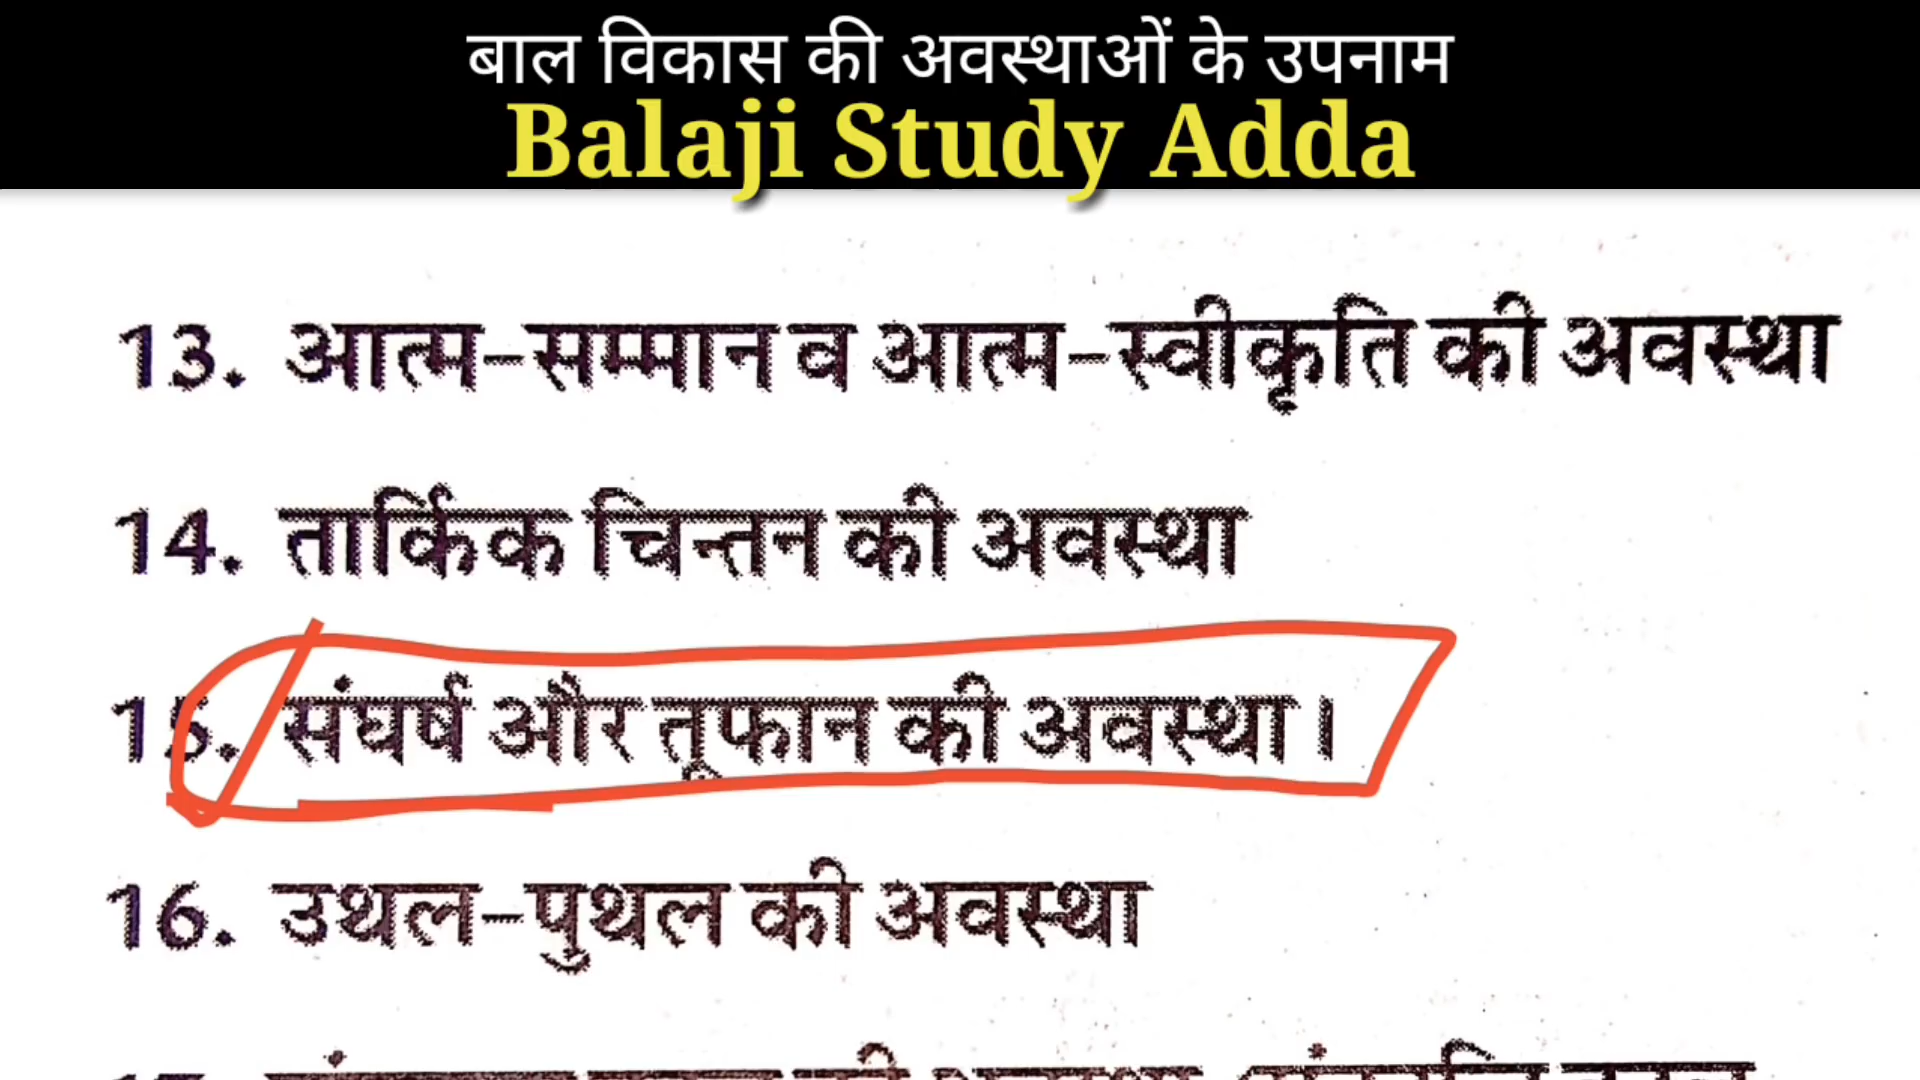 बाल विकास की अवस्थाओं के उपनाम
Balaji Study Adda
13. आत्म-सम्मान व आत्म-स्वीकृति की अवस्था
14. तार्किक चिन्तन की अवस्था
15. संघर्ष और तूफान की अवस्था।
16. उथल-पुथल की अवस्था